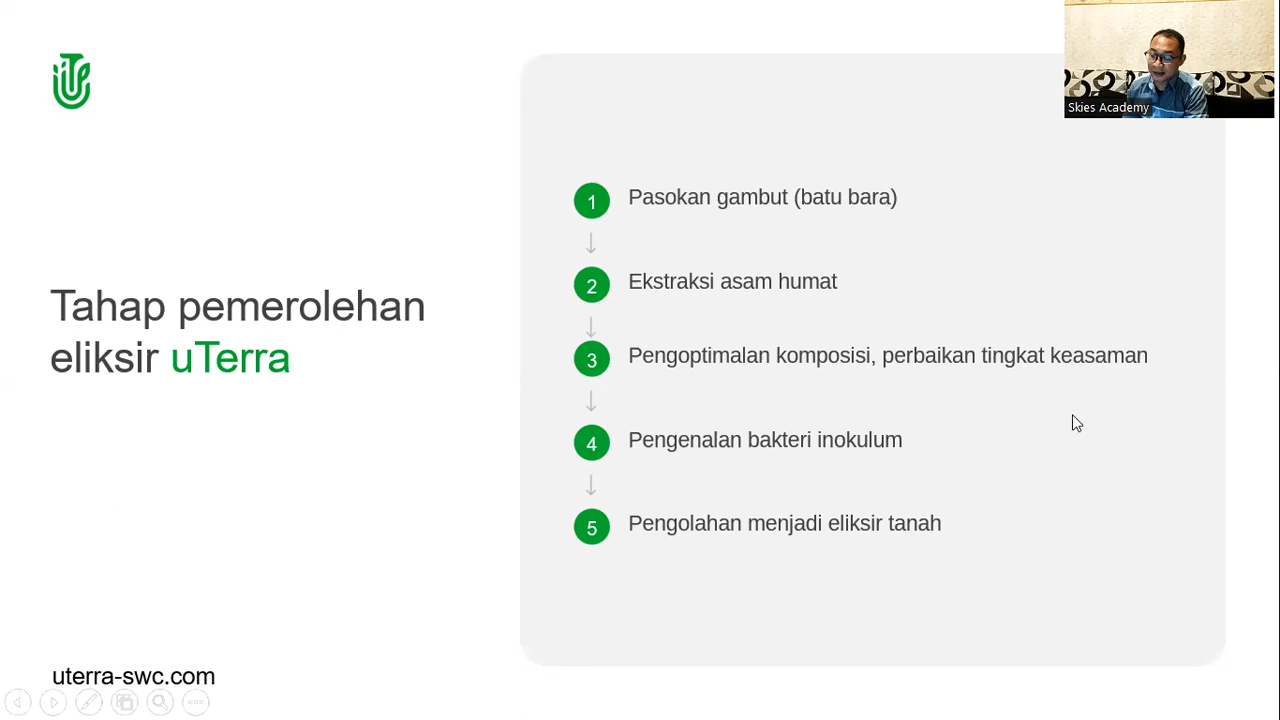 Skies Academy
Tahap pemerolehan
eliksir uTerra
1 Pasokan gambut (batu bara)
2 Ekstraksi asam humat
3 Pengoptimalan komposisi, perbaikan tingkat keasaman
4 Pengenalan bakteri inokulum
5 Pengolahan menjadi eliksir tanah
uterra-swc.com